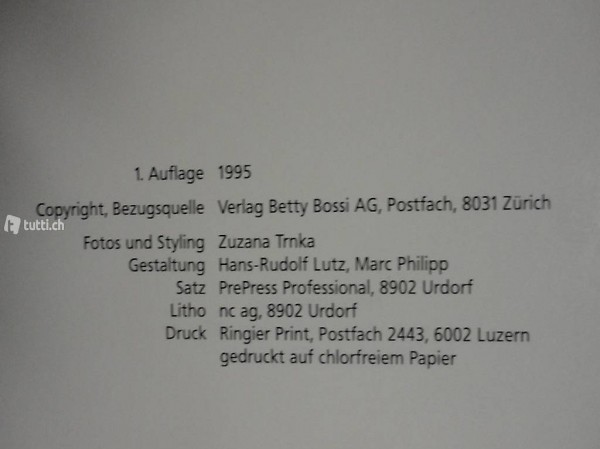 1. Auflage 1995
Copyright, Bezugsquelle Verlag Betty Bossi AG, Postfach, 8031 Zürich
tutti.ch
Fotos und Styling Zuzana Trnka
Gestaltung Hans-Rudolf Lutz, Marc Philipp
Satz PrePress Professional, 8902 Urdorf
Litho nc ag, 8902 Urdorf
Druck Ringier Print, Postfach 2443, 6002 Luzern
gedruckt auf chlorfreiem Papier